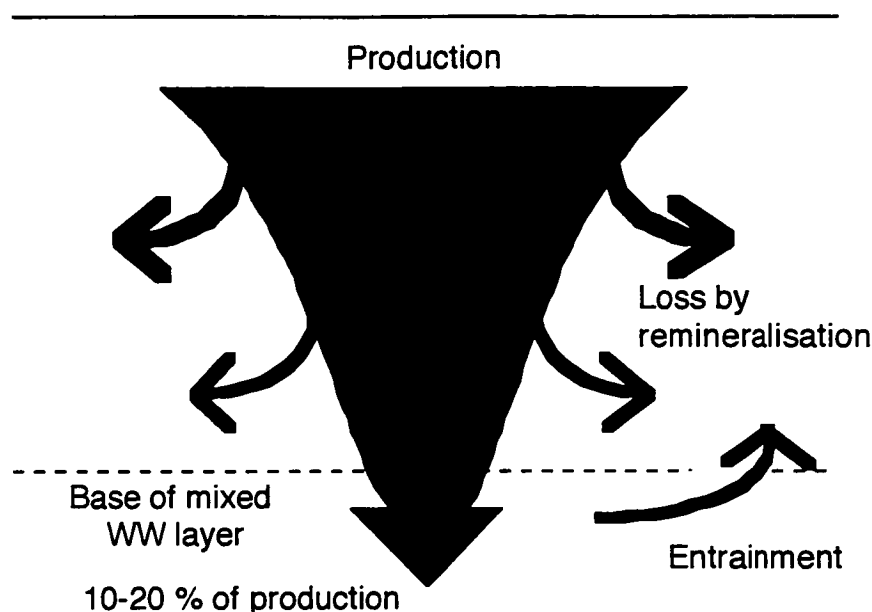 Production
Loss by
remineralisation
Base of mixed
WW layer
Entrainment
10-20 % of production